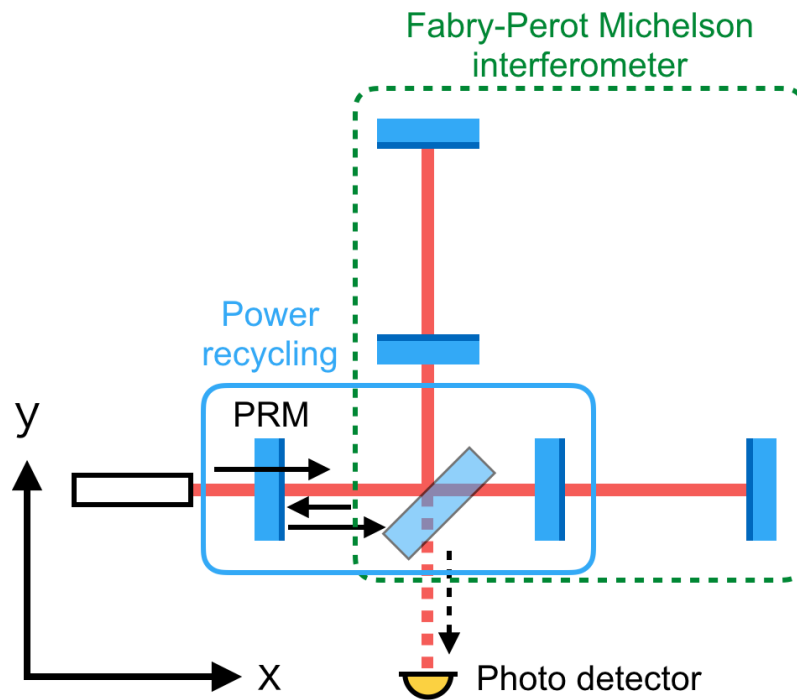 Fabry-Perot Michelson
interferometer
Power
recycling
PRM
y
x
Photo detector